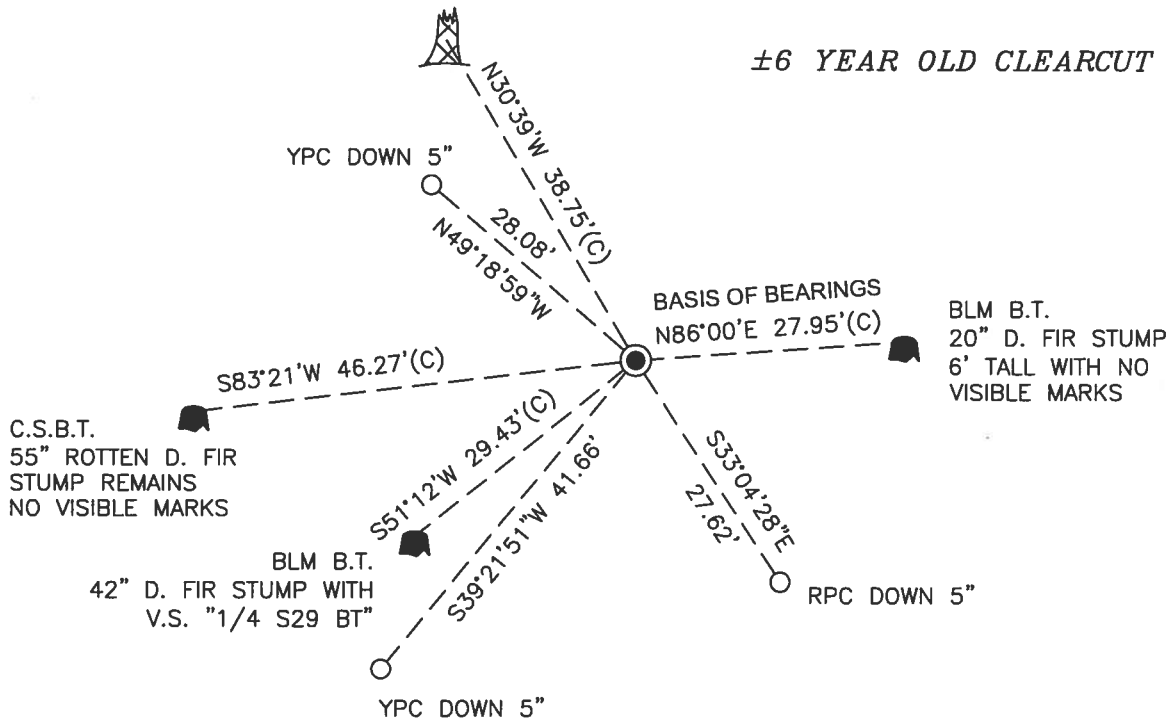 ±6 YEAR OLD CLEARCUT
N30°39'W 38.75'(C)
YPC DOWN 5"
28.08'
N49°18'59"W
BASIS OF BEARINGS
N86°00'E 27.95'(C)
BLM B.T.
20" D. FIR STUMP
6' TALL WITH NO
VISIBLE MARKS
S83°21'W 46.27'(C)
C.S.B.T.
55" ROTTEN D. FIR
STUMP REMAINS
NO VISIBLE MARKS
S51°12'W 29.43'(C)
BLM B.T.
42" D. FIR STUMP WITH
V.S. "1/4 S29 BT"
S39°21'51"W 41.66'
YPC DOWN 5"
S33°04'28"E
27.62'
RPC DOWN 5"